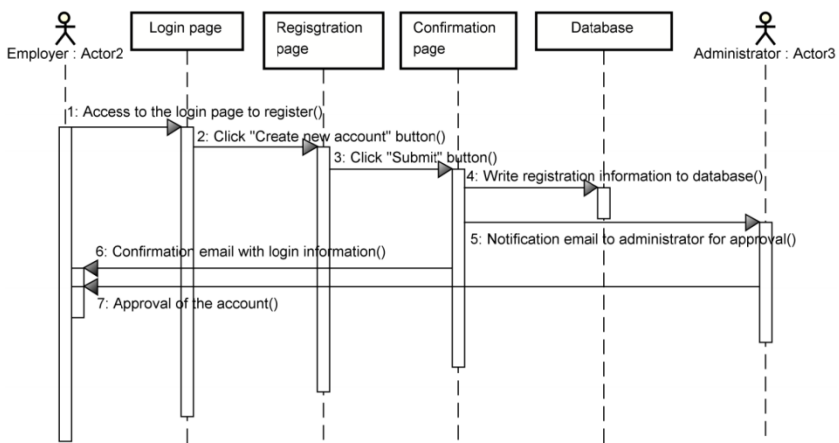 Employer : Actor2
Login page
Regisgtration
page
Confirmation
page
Database
Administrator : Actor3
1: Access to the login page to register()
2: Click "Create new account" button()
3: Click "Submit" button()
4: Write registration information to database()
5: Notification email to administrator for approval()
6: Confirmation email with login information()
7: Approval of the account()